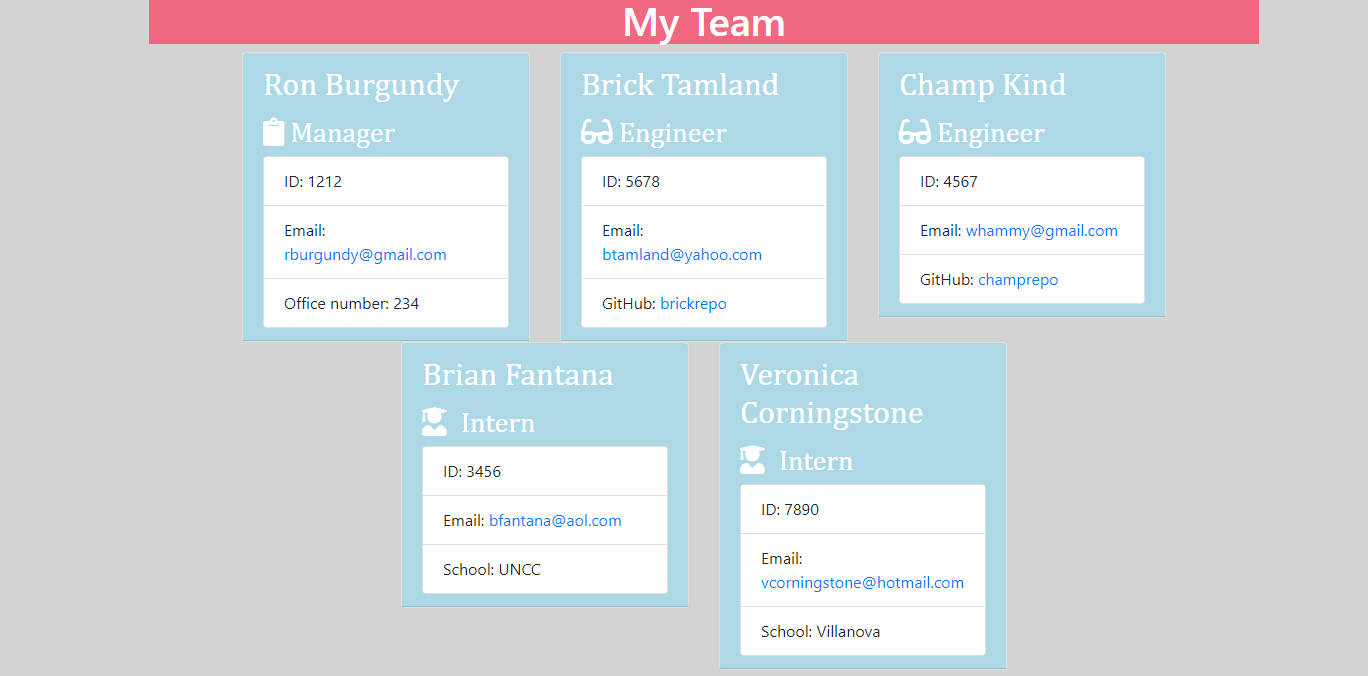 My Team
Ron Burgundy
Manager
ID: 1212
Email:
rburgundy@gmail.com
Office number: 234
Brick Tamland
Engineer
ID: 5678
Email:
btamland@yahoo.com
GitHub: brickrepo
Champ Kind
Engineer
ID: 4567
Email: whammy@gmail.com
GitHub: champrepo
Brian Fantana
Intern
ID: 3456
Email: bfantana@aol.com
School: UNCC
Veronica
Corningstone
Intern
ID: 7890
Email:
vcorningstone@hotmail.com
School: Villanova